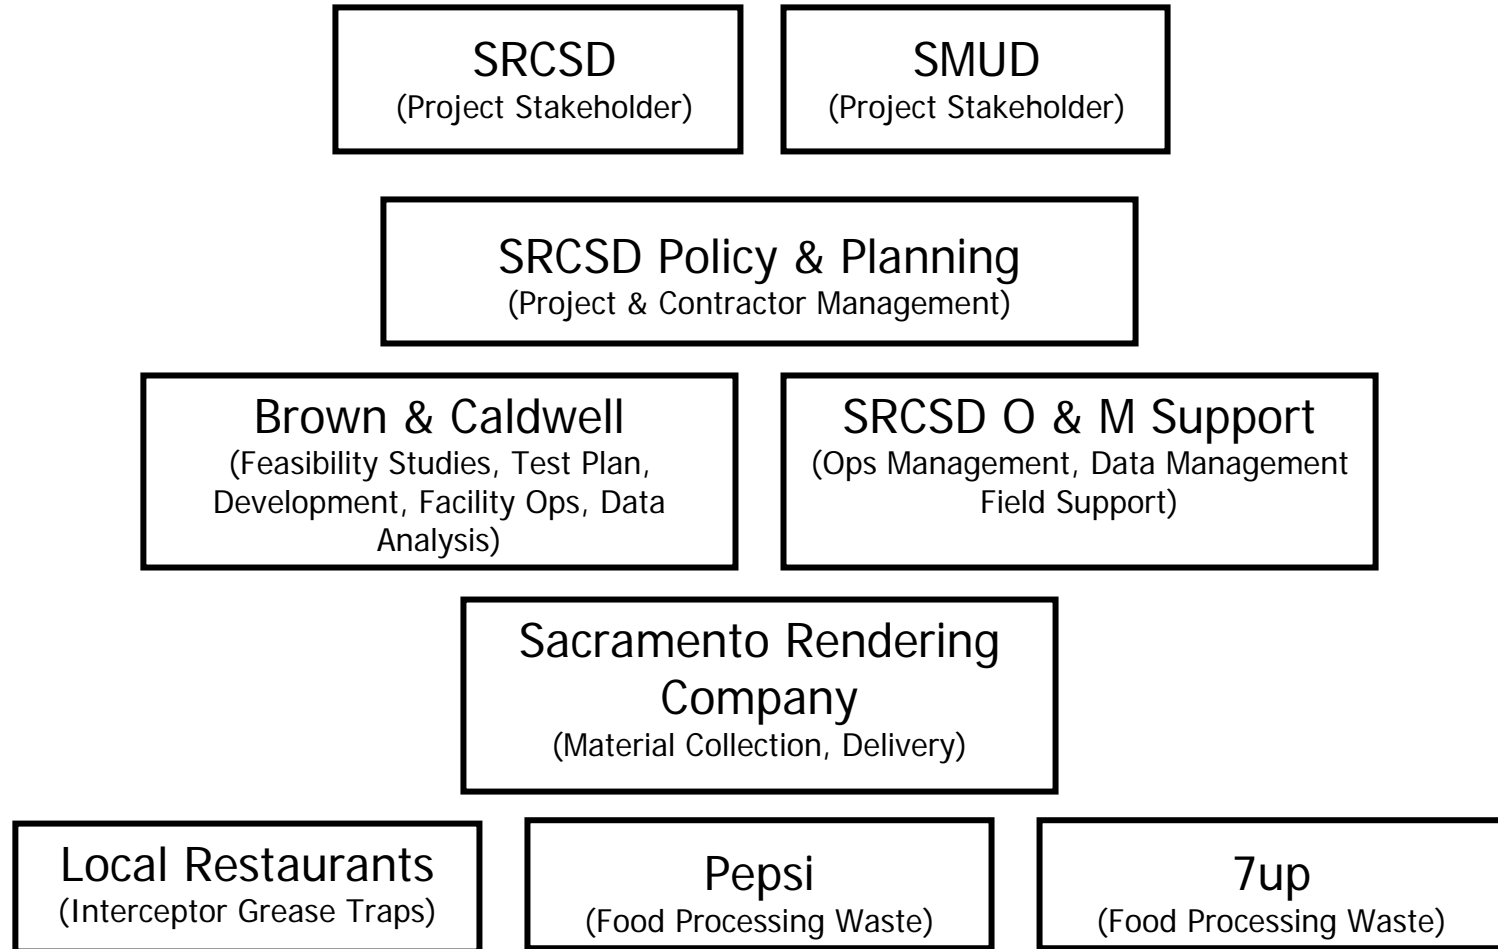 SRCSD
(Project Stakeholder)
SMUD
(Project Stakeholder)
SRCSD Policy & Planning
(Project & Contractor Management)
Brown & Caldwell
(Feasibility Studies, Test Plan,
Development, Facility Ops, Data
Analysis)
SRCSD O & M Support
(Ops Management, Data Management
Field Support)
Sacramento Rendering
Company
(Material Collection, Delivery)
Local Restaurants
(Interceptor Grease Traps)
Pepsi
(Food Processing Waste)
7up
(Food Processing Waste)